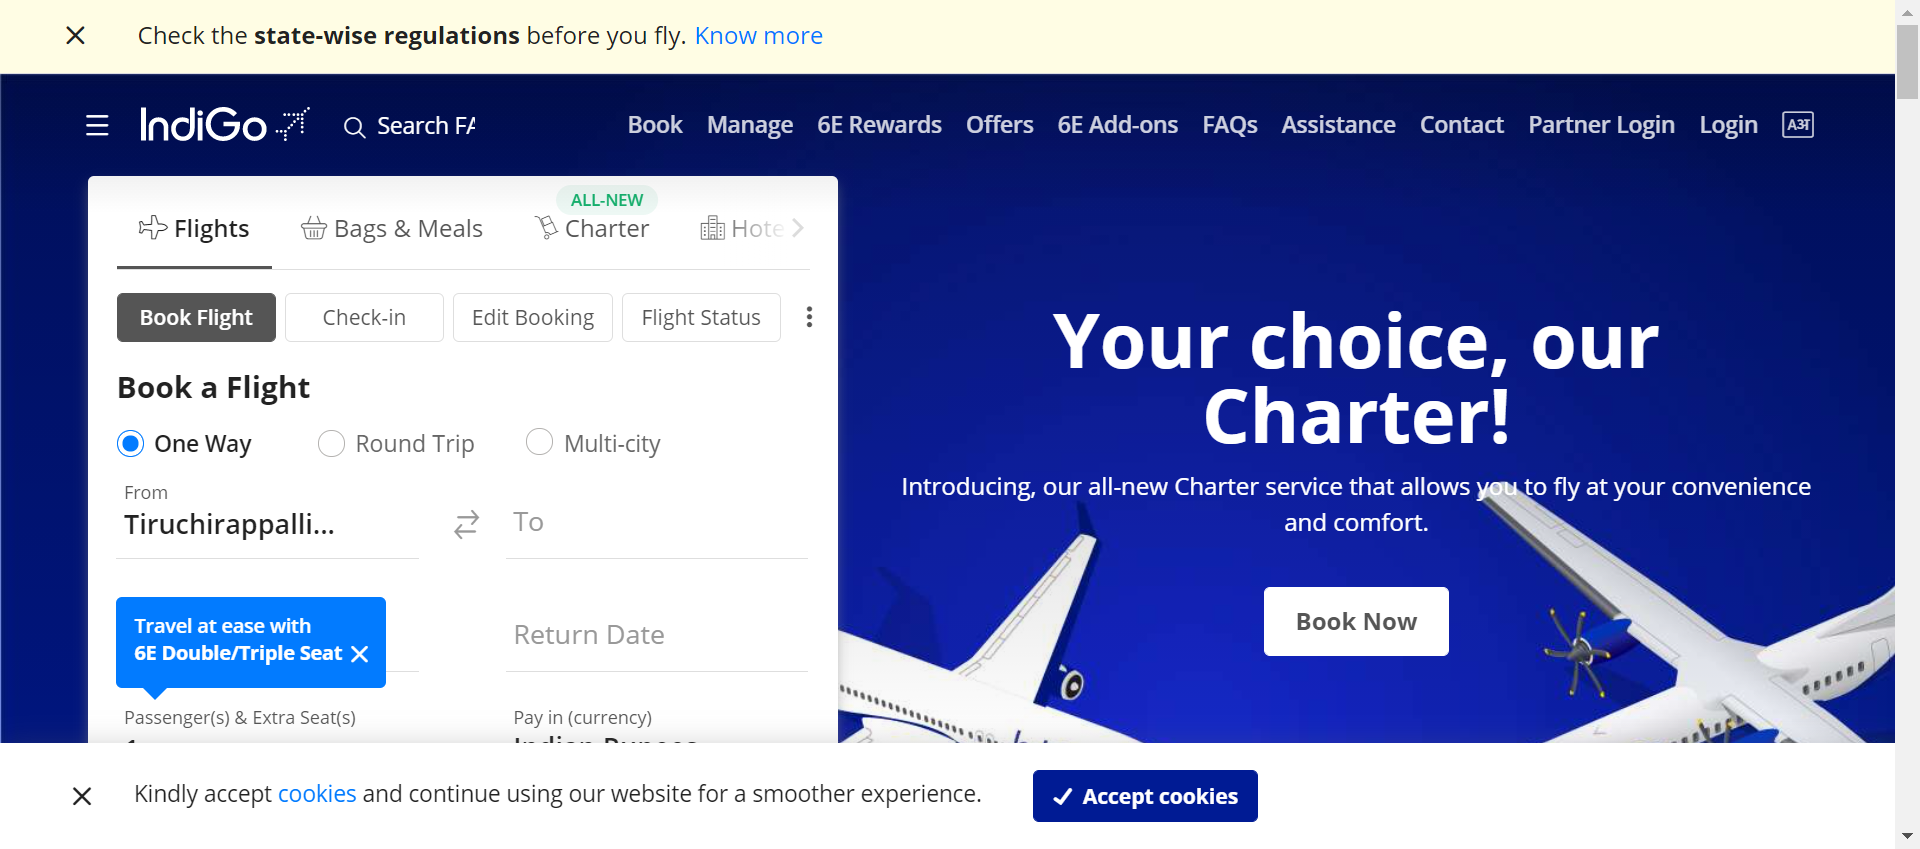 Check the state-wise regulations before you fly. Know more
IndiGo
Search FA
Book Manage 6E Rewards Offers 6E Add-ons FAQs Assistance Contact Partner Login Login
ALL-NEW
Flights Bags & Meals Charter Hote
Book Flight Check-in Edit Booking Flight Status
Book a Flight
One Way Round Trip Multi-city
From
Tiruchirappalli...
To
Travel at ease with
6E Double/Triple Seat
Return Date
Passenger(s) & Extra Seat(s)
Pay in (currency)
Indian Rupees
Your choice, our
Charter!
Introducing, our all-new Charter service that allows you to fly at your convenience
and comfort.
Book Now
Kindly accept cookies and continue using our website for a smoother experience.
Accept cookies